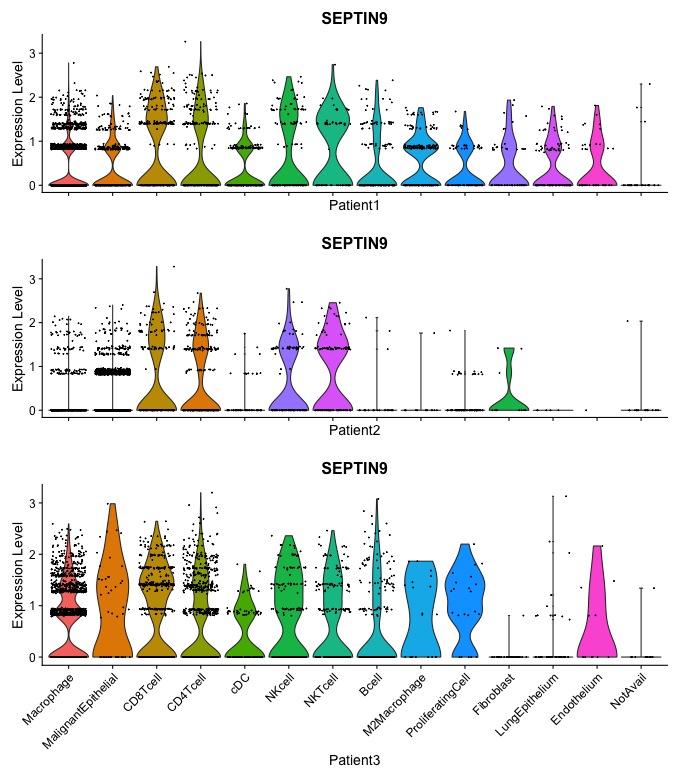 SEPTIN9
Expression Level
3
2
1
0
Patient1
SEPTIN9
Expression Level
3
2
1
0
Patient2
SEPTIN9
Expression Level
3
2
1
0
Macrophage
MalignantEpithelial
CD8Tcell
CD4Tcell
cDC
NKcell
NKTcell
Bcell
M2Macrophage
ProliferatingCell
Fibroblast
LungEpithelium
Endothelium
NotAvail
Patient3